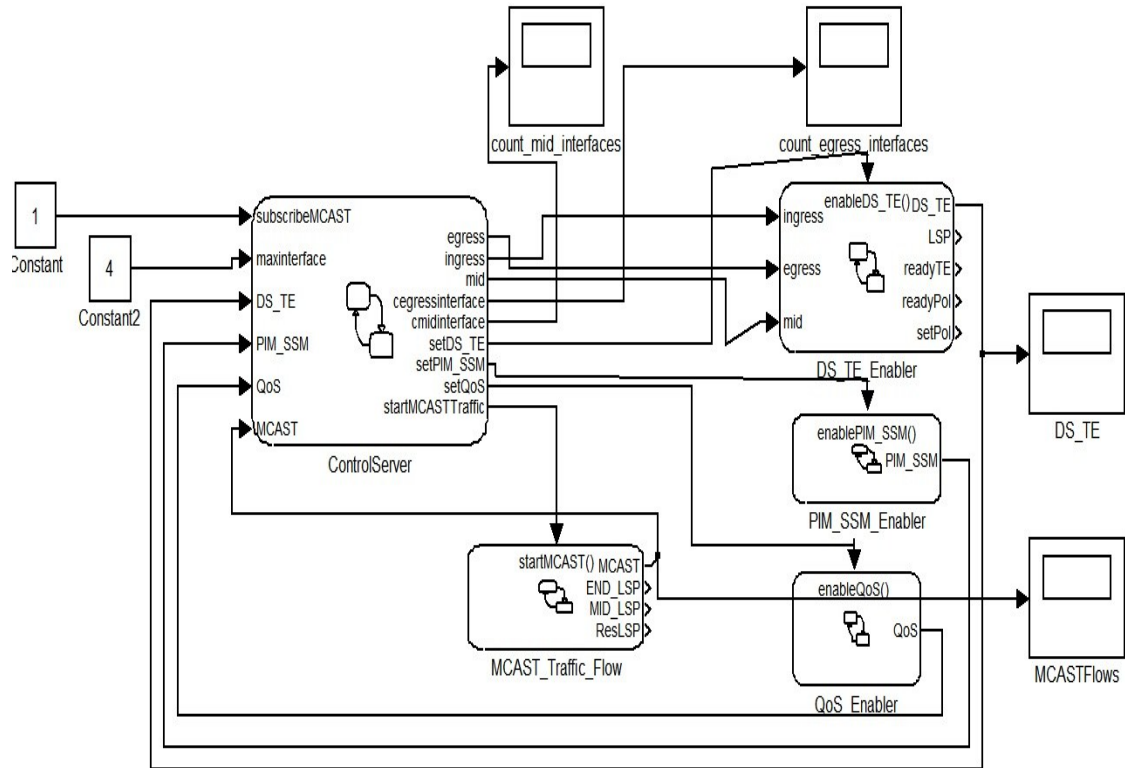 count_mid_interfaces
count_egress_interfaces
1
Constant
4
Constant2
subscribeMCAST
maxinterface
DS_TE
PIM_SSM
QoS
MCAST
egress
ingress
mid
cegressinterface
cmidinterface
setDS_TE
setPIM_SSM
setQoS
startMCASTTraffic
ControlServer
enableDS_TE()
ingress
egress
mid
DS_TE
LSP
readyTE
readyPol
setPol
DS_TE_Enabler
DS_TE
enablePIM_SSM()
PIM_SSM
PIM_SSM_Enabler
startMCAST()
MCAST
END_LSP
MID_LSP
ResLSP
MCAST_Traffic_Flow
enableQoS()
QoS
QoS_Enabler
MCASTFlows